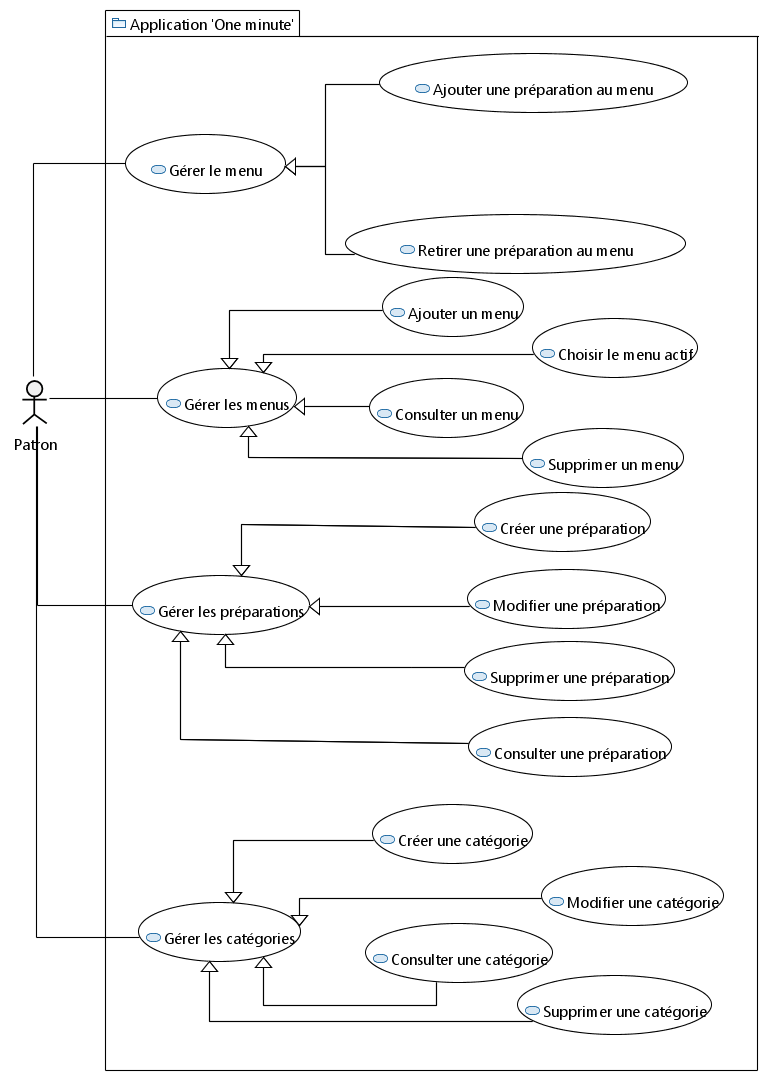 Application 'One minute'
Ajouter une préparation au menu
Gérer le menu
Retirer une préparation au menu
Ajouter un menu
Choisir le menu actif
Gérer les menus
Consulter un menu
Patron
Supprimer un menu
Créer une préparation
Gérer les préparations
Modifier une préparation
Supprimer une préparation
Consulter une préparation
Créer une catégorie
Modifier une catégorie
Gérer les catégories
Consulter une catégorie
Supprimer une catégorie